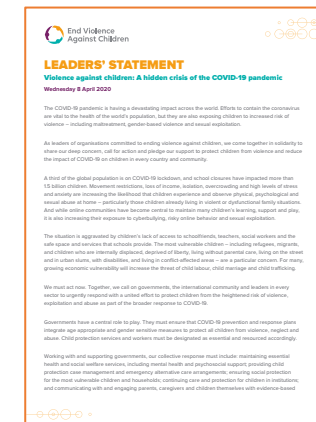 End Violence
Against Children
LEADERS' STATEMENT
Violence against children: A hidden crisis of the COVID-19 pandemic
Wednesday 8 April 2020
The COVID-19 pandemic is having a devastating impact across the world. Efforts to contain the coronavirus
are vital to the health of the world's population, but they are also exposing children to increased risk of
violence – including maltreatment, gender-based violence and sexual exploitation.
As leaders of organisations committed to ending violence against children, we come together in solidarity to
share our deep concern, call for action and pledge our support to protect children from violence and reduce
the impact of COVID-19 on children in every country and community.
A third of the global population is on COVID-19 lockdown, and school closures have impacted more than
1.5 billion children. Movement restrictions, loss of income, isolation, overcrowding and high levels of stress
and anxiety are increasing the likelihood that children experience and observe physical, psychological and
sexual abuse at home – particularly those children already living in violent or dysfunctional family situations.
And while online communities have become central to maintain many children's learning, support and play,
it is also increasing their exposure to cyberbullying, risky online behavior and sexual exploitation.
The situation is aggravated by children's lack of access to schoolfriends, teachers, social workers and the
safe space and services that schools provide. The most vulnerable children – including refugees, migrants,
and children who are internally displaced, deprived of liberty, living without parental care, living on the street
and in urban slums, with disabilities, and living in conflict-affected areas – are a particular concern. For many,
growing economic vulnerability will increase the threat of child labour, child marriage and child trafficking.
We must act now. Together, we call on governments, the international community and leaders in every
sector to urgently respond with a united effort to protect children from the heightened risk of violence,
exploitation and abuse as part of the broader response to COVID-19.
Governments have a central role to play. They must ensure that COVID-19 prevention and response plans
integrate age appropriate and gender sensitive measures to protect all children from violence, neglect and
abuse. Child protection services and workers must be designated as essential and resourced accordingly.
Working with and supporting governments, our collective response must include: maintaining essential
health and social welfare services, including mental health and psychosocial support; providing child
protection case management and emergency alternative care arrangements; ensuring social protection
for the most vulnerable children and households; continuing care and protection for children in institutions;
and communicating with and engaging parents, caregivers and children themselves with evidence-based